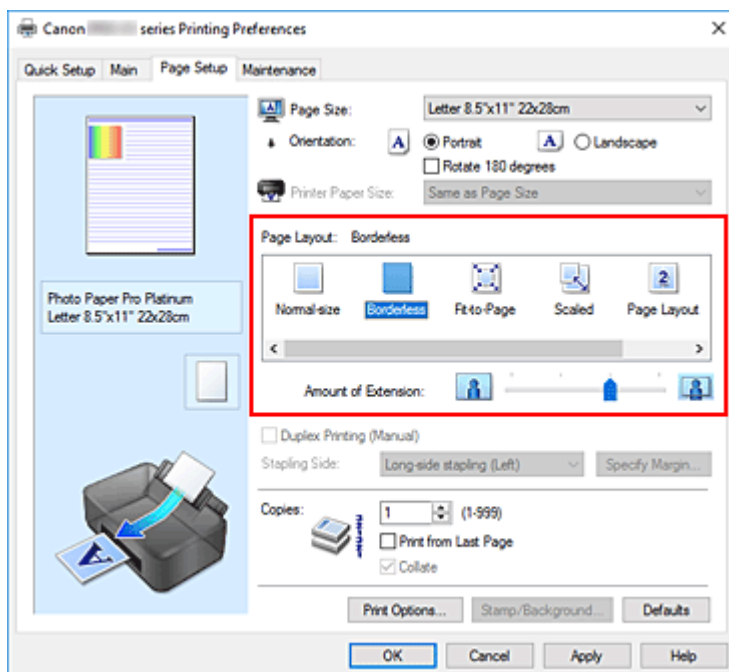 Canon series Printing Preferences
Quick Setup Main Page Setup Maintenance
Page Size: Letter 8.5"x11" 22x28cm
Orientation: A Portrait A Landscape
Rotate 180 degrees
Printer Paper Size: Same as Page Size
Page Layout: Borderless
Normal-size Borderless Fit-to-Page Scaled 2 Page Layout
Amount of Extension:
Photo Paper Pro Platinum
Letter 8.5"x11" 22x28cm
Duplex Printing (Manual)
Stapling Side: Long-side stapling (Left) Specify Margin...
Copies: 1 (1-999)
Print from Last Page
Collate
A
Print Options... Stamp/Background... Defaults
OK Cancel Apply Help